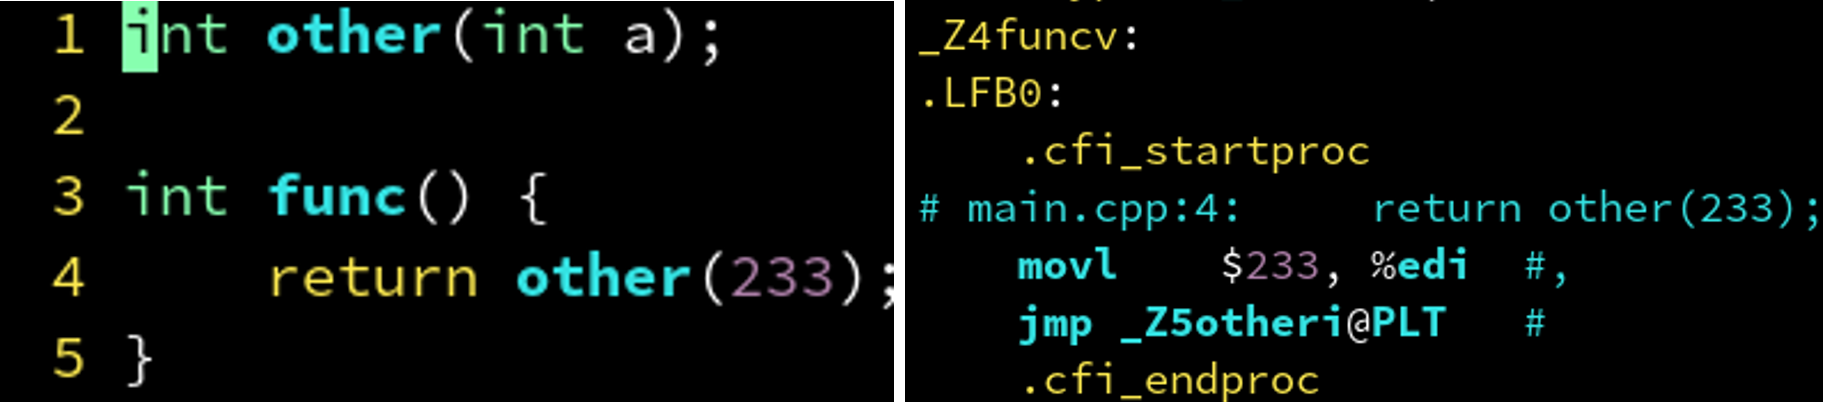 1 int other(int a);
2
3 int func() {
4 return other(233);
5 }
_Z4funcv:
.LFB0:
.cfi_startproc
# main.cpp:4: return other(233);
movl $233, %edi #,
jmp _Z5otheri@PLT #
.cfi_endproc